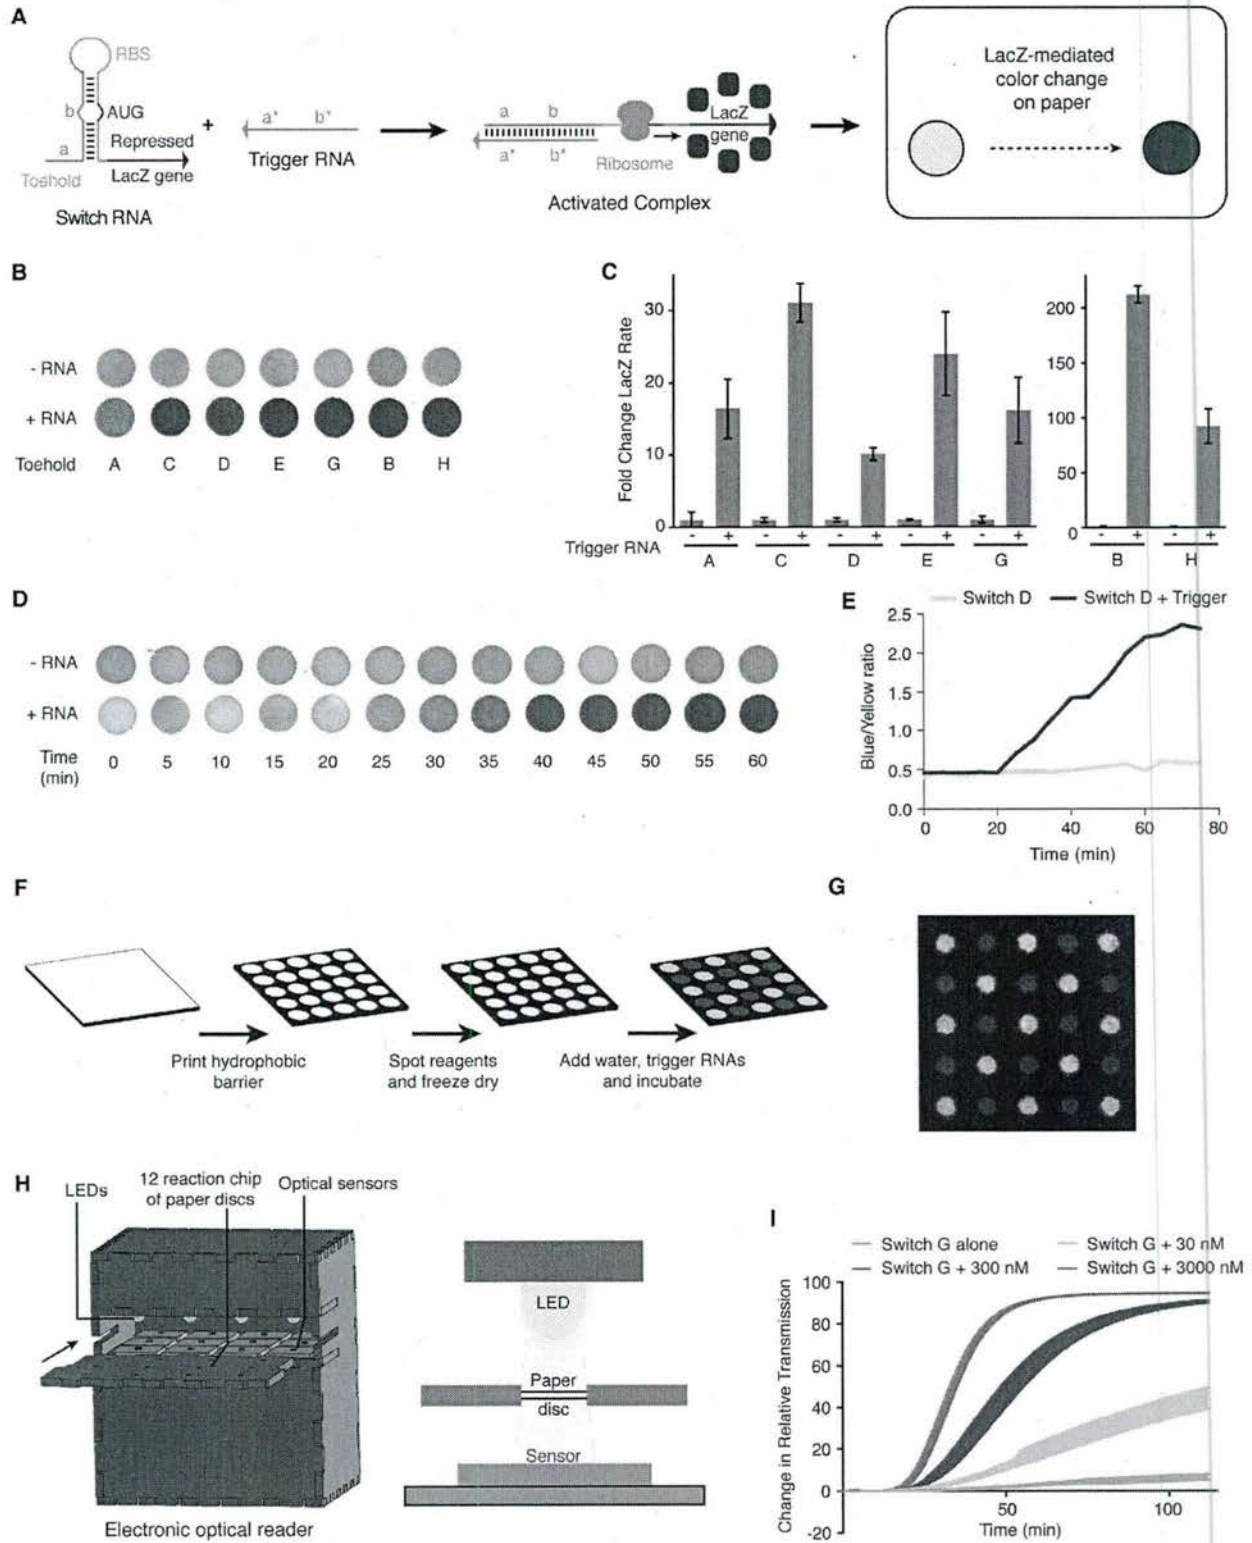 A
RBS
b
AUG
a
Repressed
Toehold
LacZ gene
Switch RNA
+
a* b*
Trigger RNA
a b
a* b*
LacZ
gene
Ribosome
Activated Complex
LacZ-mediated
color change
on paper
B
- RNA
+ RNA
Toehold A C D E G B H
C
Fold Change LacZ Rate
30
20
10
0
200
150
100
50
0
Trigger RNA - + - + - + - + - + - + - +
A C D E G B H
D
- RNA
+ RNA
Time 0 5 10 15 20 25 30 35 40 45 50 55 60
(min)
E
Switch D Switch D + Trigger
Blue/Yellow ratio
2.5
2.0
1.5
1.0
0.5
0.0
0 20 40 60 80
Time (min)
F
Print hydrophobic
barrier
Spot reagents
and freeze dry
Add water, trigger RNAs
and incubate
G
H
LEDs
12 reaction chip
of paper discs
Optical sensors
Electronic optical reader
LED
Paper
disc
Sensor
I
Switch G alone Switch G + 30 nM
Switch G + 300 nM Switch G + 3000 nM
Change in Relative Transmission
100
80
60
40
20
0
-20
50 100
Time (min)